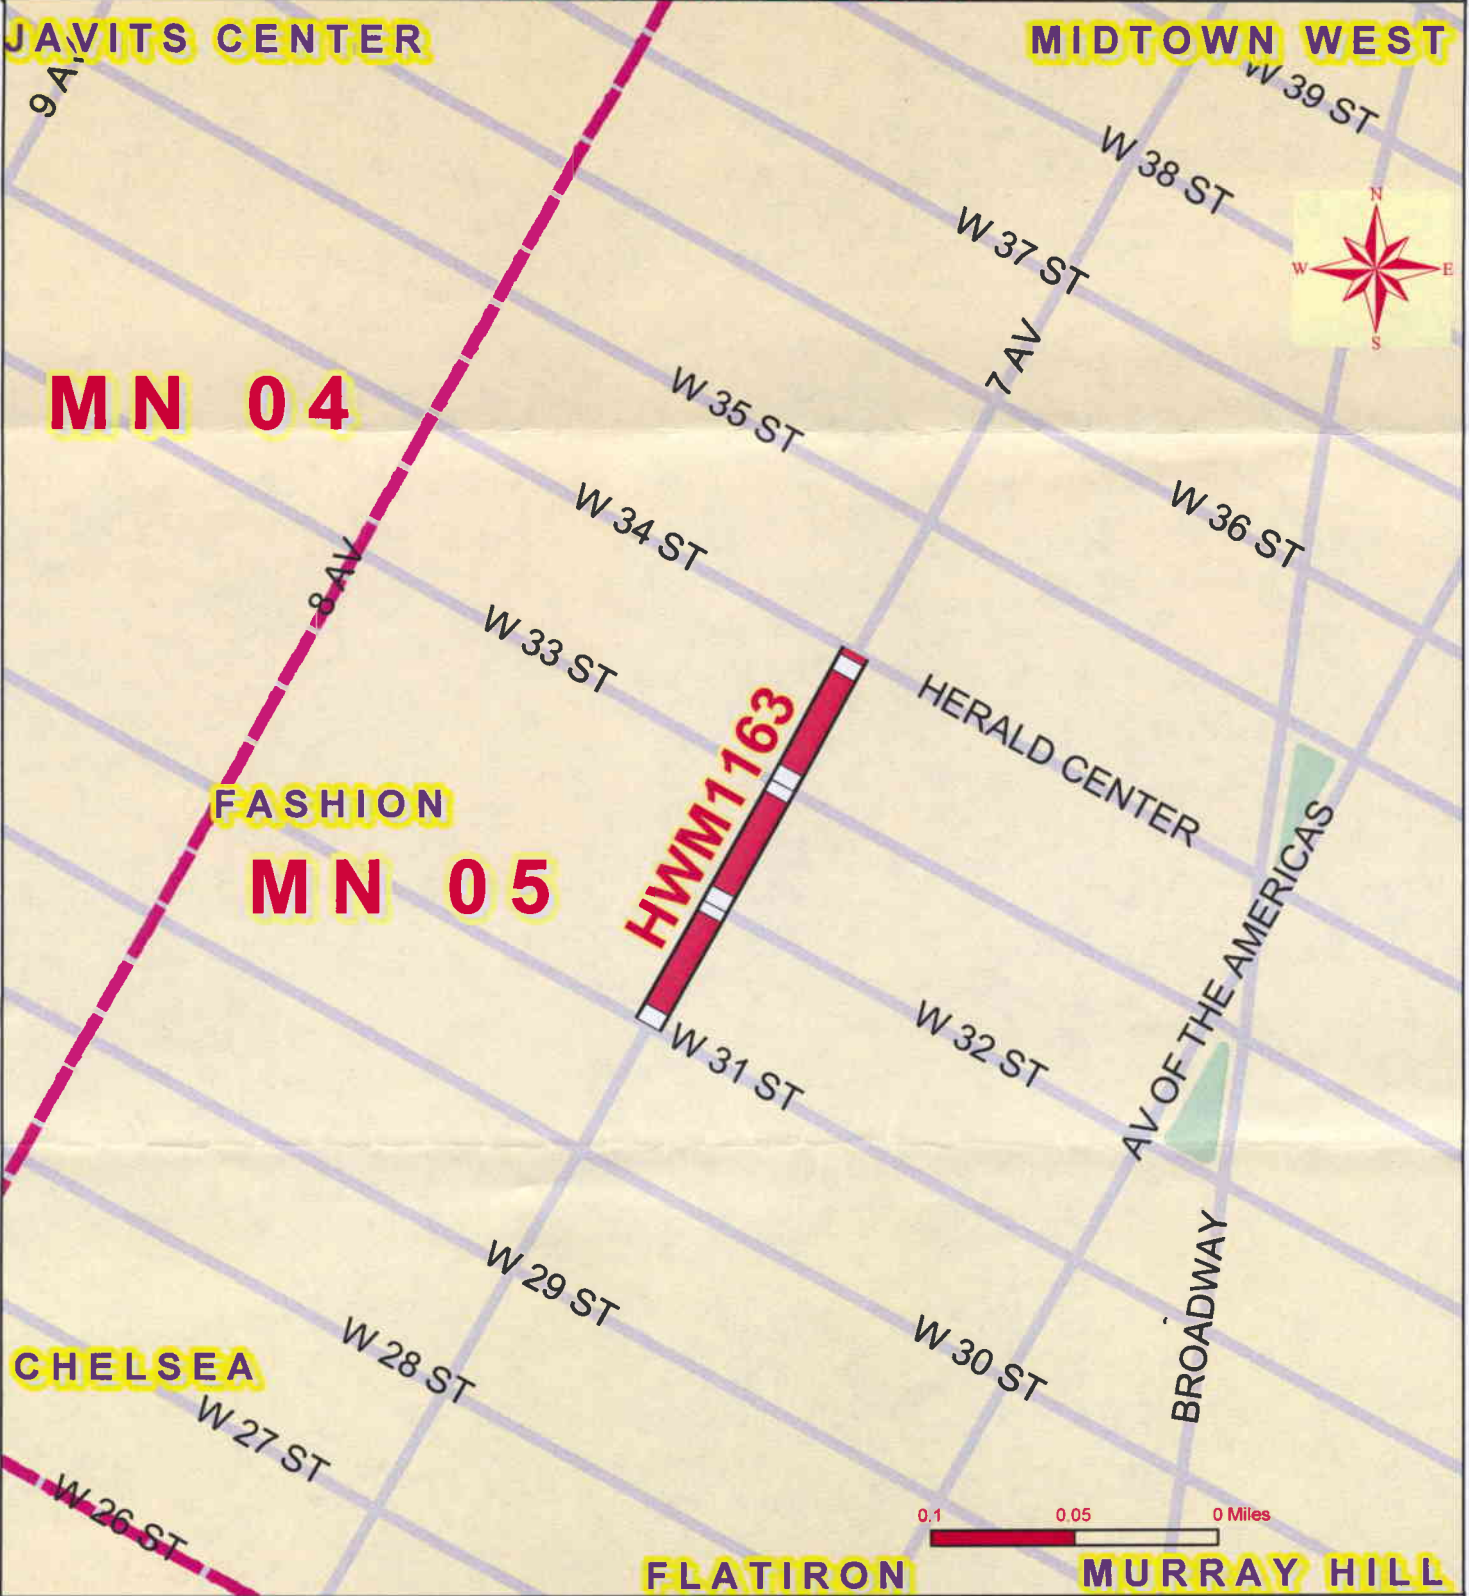 JAVITS CENTER
MIDTOWN WEST
9 A
W 39 ST
W 38 ST
N
W 37 ST
W
E
S
7 AV
MN 04
W 35 ST
W 34 ST
W 36 ST
8 AV
W 33 ST
HERALD CENTER
HWM1163
FASHION
MN 05
AV OF THE AMERICAS
W 32 ST
W 31 ST
BROADWAY
W 29 ST
W 30 ST
W 28 ST
CHELSEA
W 27 ST
W 26 ST
0.1 0.05 0 Miles
FLATIRON
MURRAY HILL